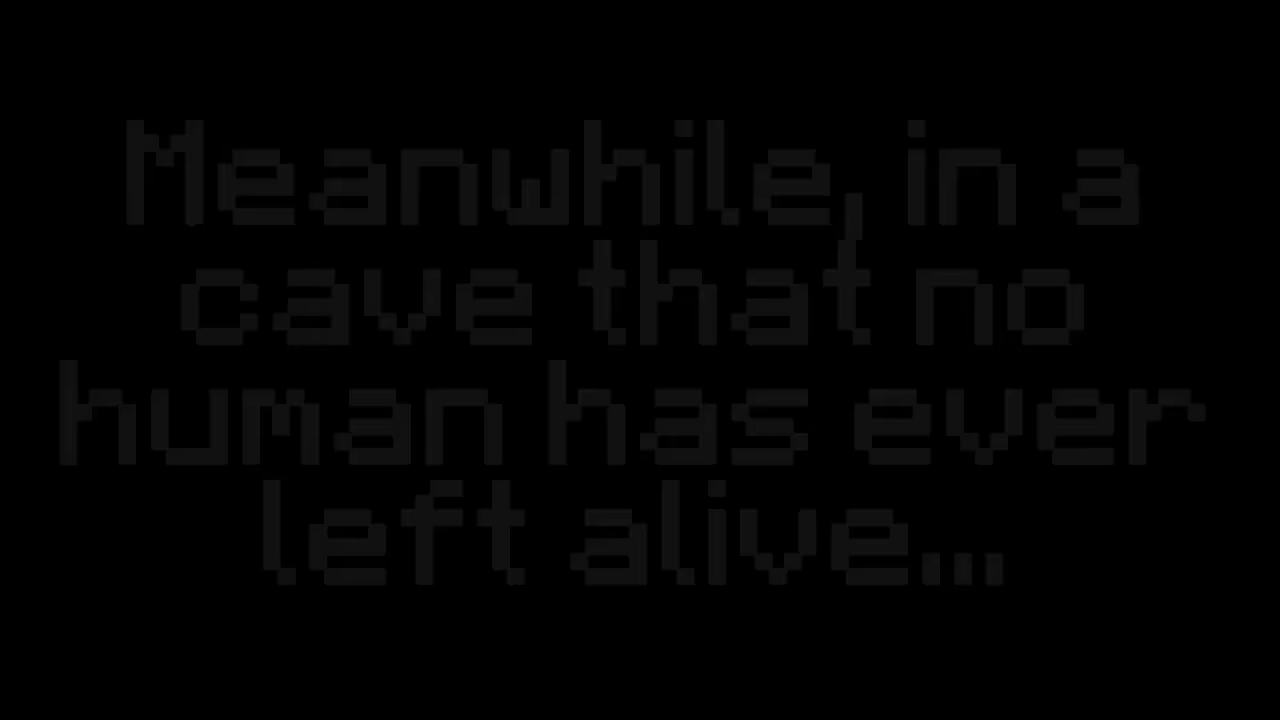 Meanwhile, in a
cave that no
human has ever
left alive...